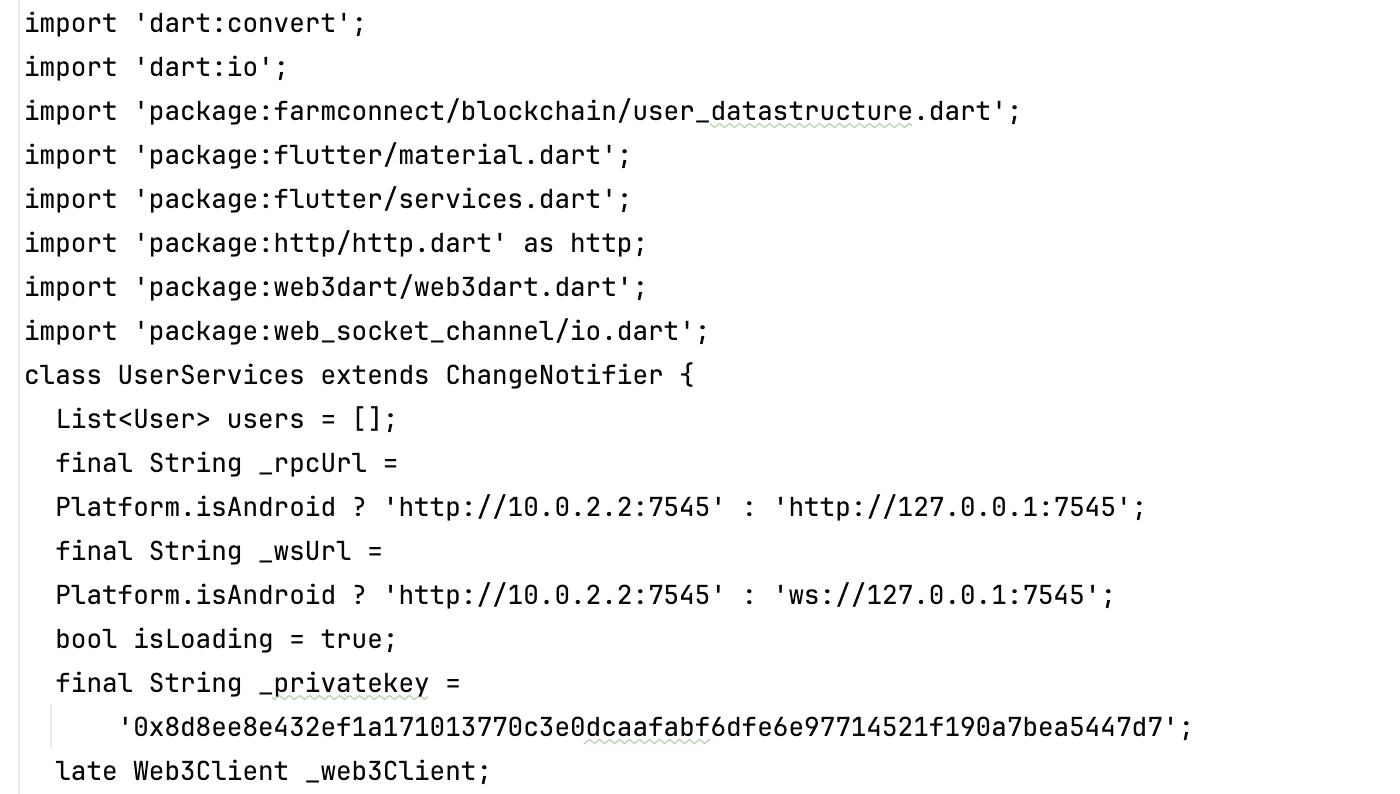 import 'dart:convert';
import 'dart:io';
import 'package:farmconnect/blockchain/user_datastructure.dart';
import 'package:flutter/material.dart';
import 'package:flutter/services.dart';
import 'package:http/http.dart' as http;
import 'package:web3dart/web3dart.dart';
import 'package:web_socket_channel/io.dart';
class UserServices extends ChangeNotifier {
  List<User> users = [];
  final String _rpcUrl =
  Platform.isAndroid ? 'http://10.0.2.2:7545' : 'http://127.0.0.1:7545';
  final String _wsUrl =
  Platform.isAndroid ? 'http://10.0.2.2:7545' : 'ws://127.0.0.1:7545';
  bool isLoading = true;
  final String _privatekey =
      '0x8d8ee8e432ef1a171013770c3e0dcaafabf6dfe6e97714521f190a7bea5447d7';
  late Web3Client _web3Client;